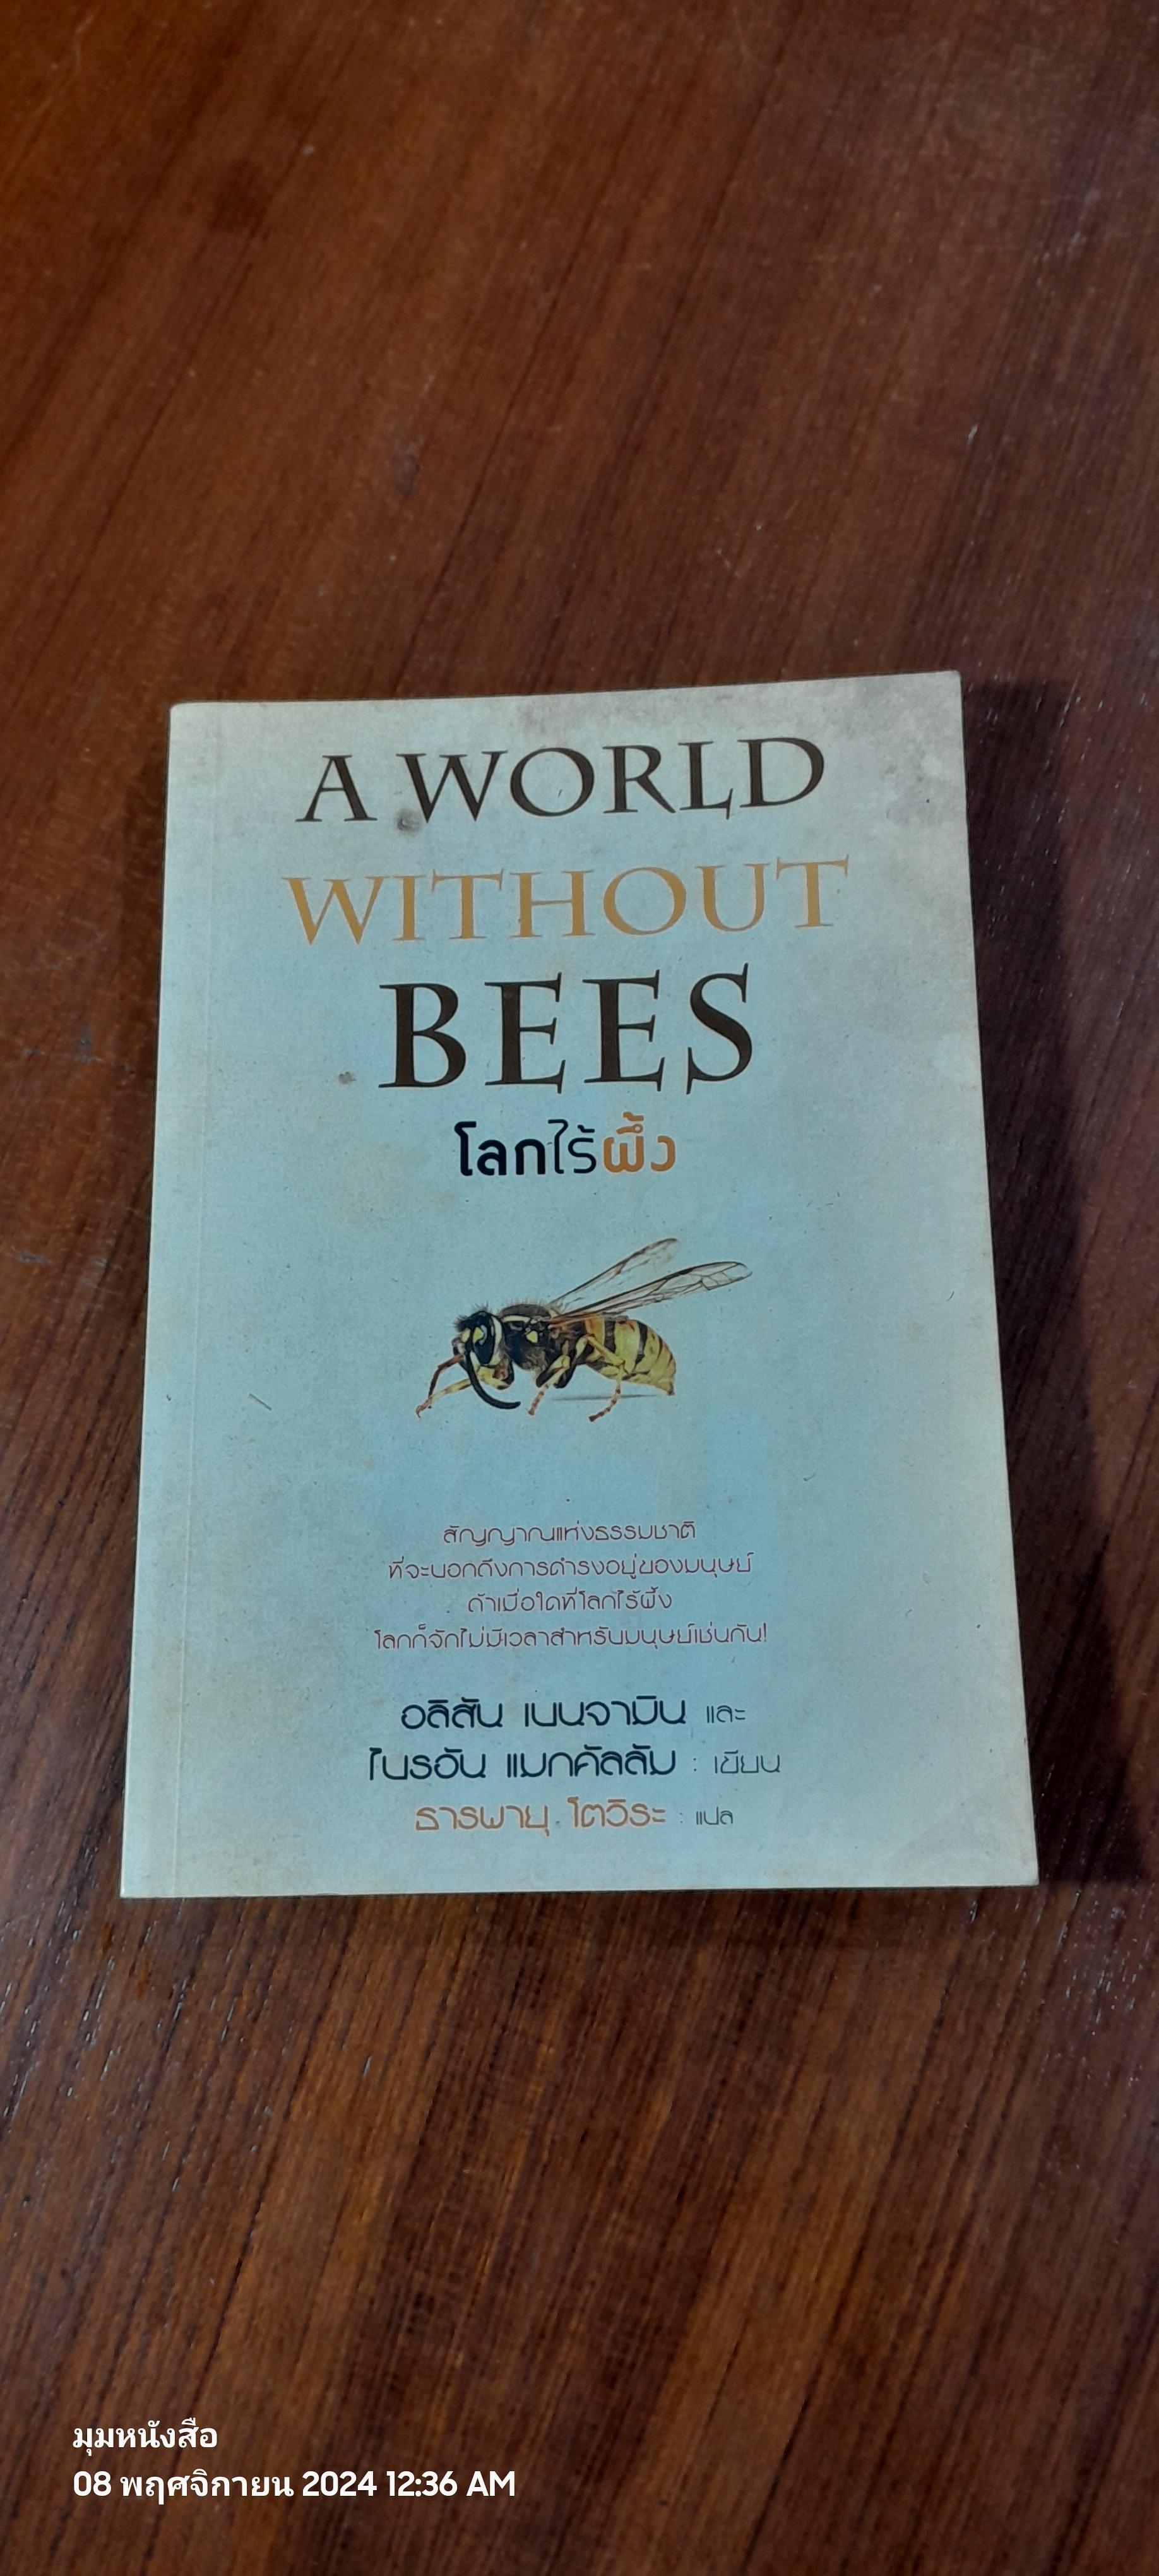 A WORLD
WITHOUT
BEES
โลกไร้ผึ้ง
สัญญาณแห่งธรรมชาติ
ที่จะบอกถึงการดำรงอยู่ของมนุษย์
ถ้าเมื่อใดที่โลกไร้ผึ้ง
โลกก็จักไม่มีเวลาสำหรับมนุษย์เช่นกัน!
อลิสัน เบนจามิน และ
ไบรอัน แมกคัลลัม : เขียน
ธารพายุ โตวิระ : แปล
มุมหนังสือ
08 พฤศจิกายน 2024 12:36 AM